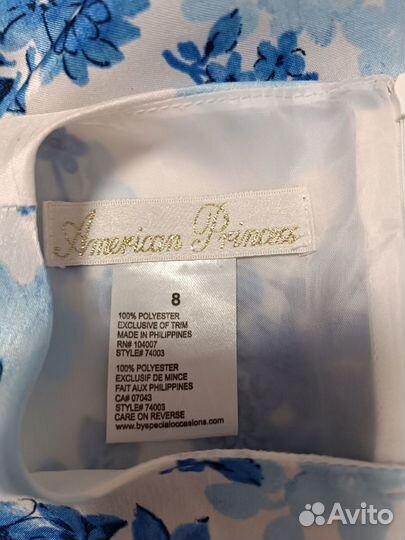 American Princess
8
100% POLYESTER
EXCLUSIVE OF TRIM
MADE IN PHILIPPINES
RN# 104007
STYLE# 74003
100% POLYESTER
EXCLUSIF DE MINCE
FAIT AUX PHILIPPINES
CA# 07043
STYLE# 74003
CARE ON REVERSE
www.byspecialoccasions.com
Avito